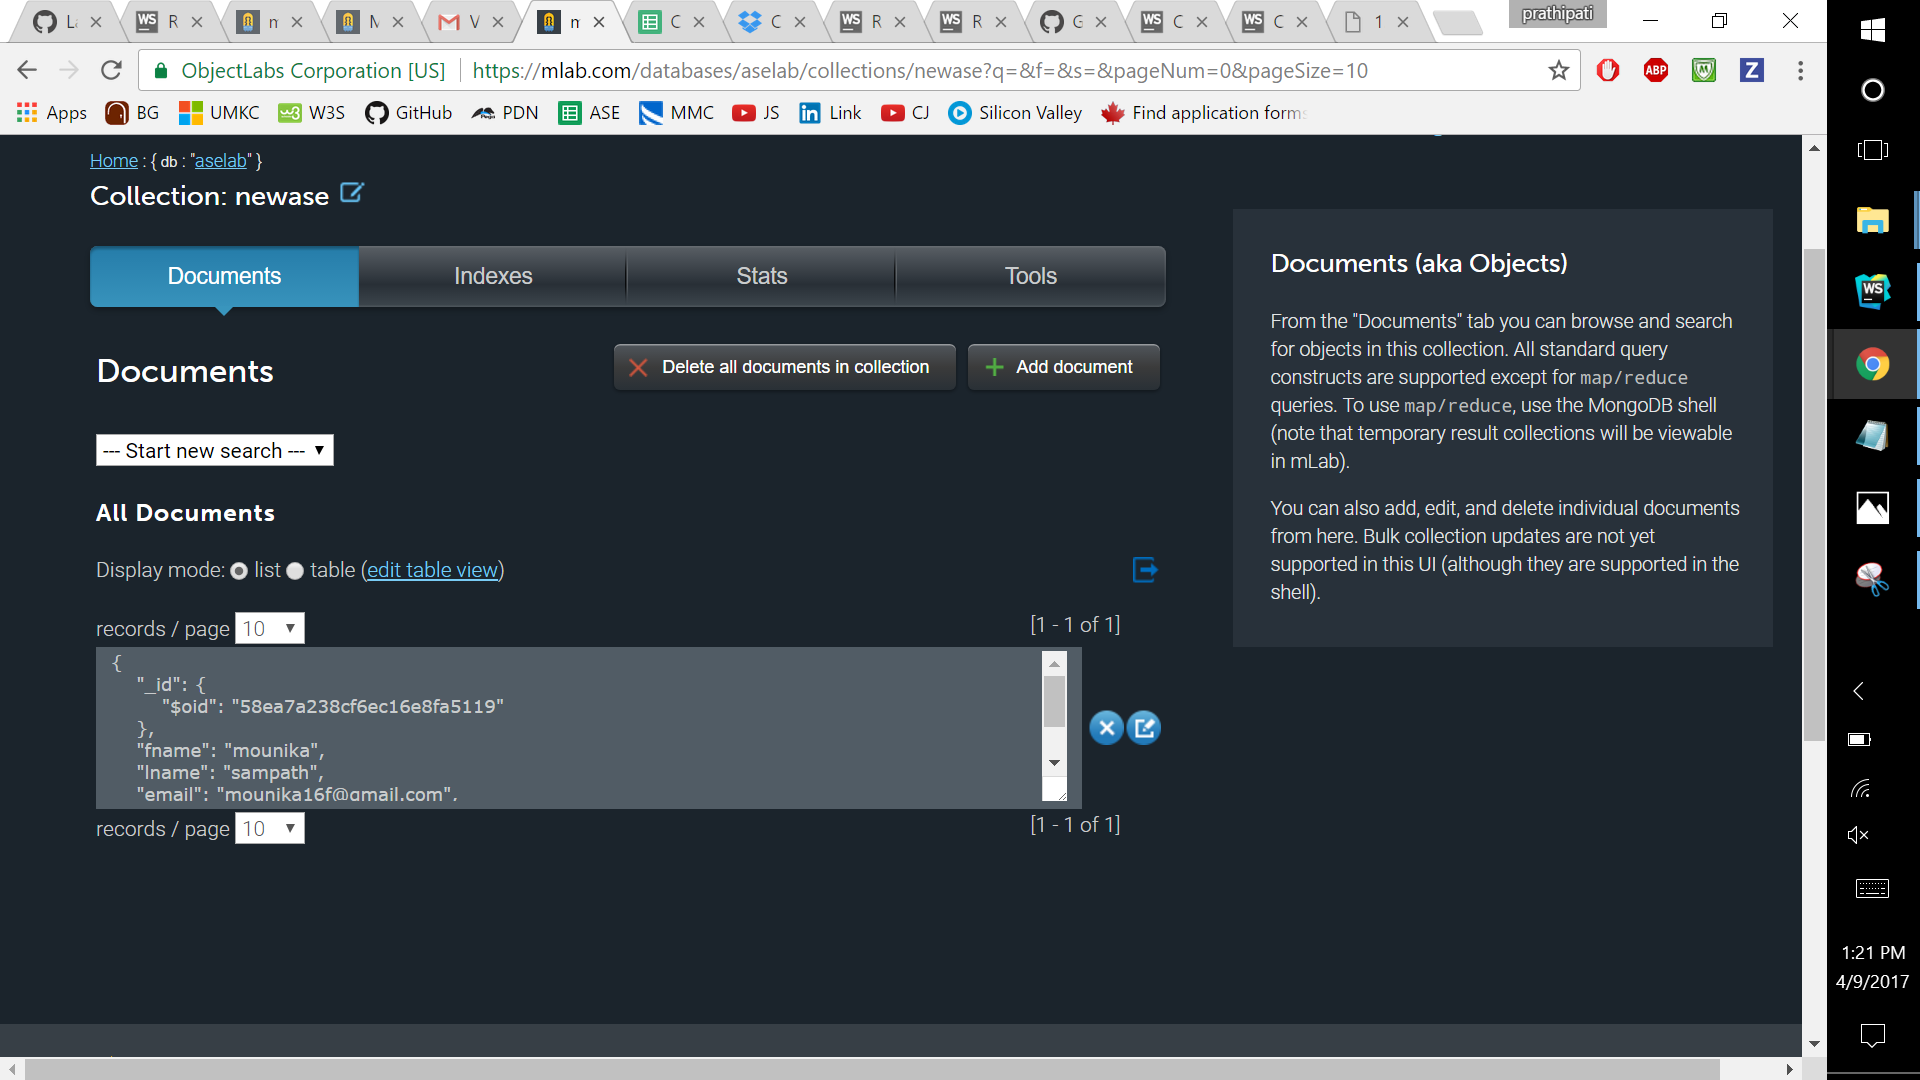 L
R
n
M
V
n
C
C
R
R
G
C
C
1
prathipati
ObjectLabs Corporation [US]
https://mlab.com/databases/aselab/collections/newase?q=&f=&s=&pageNum=0&pageSize=10
ABP
Z
Apps
BG
UMKC
W3S
GitHub
PDN
ASE
MMC
JS
Link
CJ
Silicon Valley
Find application forms
Home : { db : "aselab" }
Collection: newase
Documents
Indexes
Stats
Tools
Documents
Delete all documents in collection
Add document
--- Start new search ---
All Documents
Display mode: list table (edit table view)
records / page 10
[1 - 1 of 1]
{
"_id": {
"$oid": "58ea7a238cf6ec16e8fa5119"
},
"fname": "mounika",
"lname": "sampath",
"email": "mounika16f@gmail.com",
records / page 10
[1 - 1 of 1]
Documents (aka Objects)
From the "Documents" tab you can browse and search
for objects in this collection. All standard query
constructs are supported except for map/reduce
queries. To use map/reduce, use the MongoDB shell
(note that temporary result collections will be viewable
in mLab).
You can also add, edit, and delete individual documents
from here. Bulk collection updates are not yet
supported in this UI (although they are supported in the
shell).
WS
1:21 PM
4/9/2017